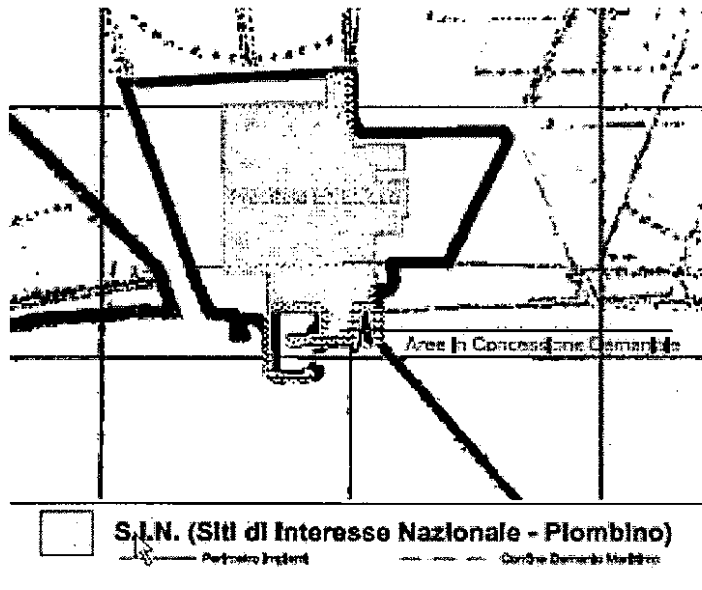 Aree in Concessione Demaniale
S.I.N. (Siti di Interesse Nazionale - Piombino)
Perimetro Impianti
Confine Demanio Marittimo